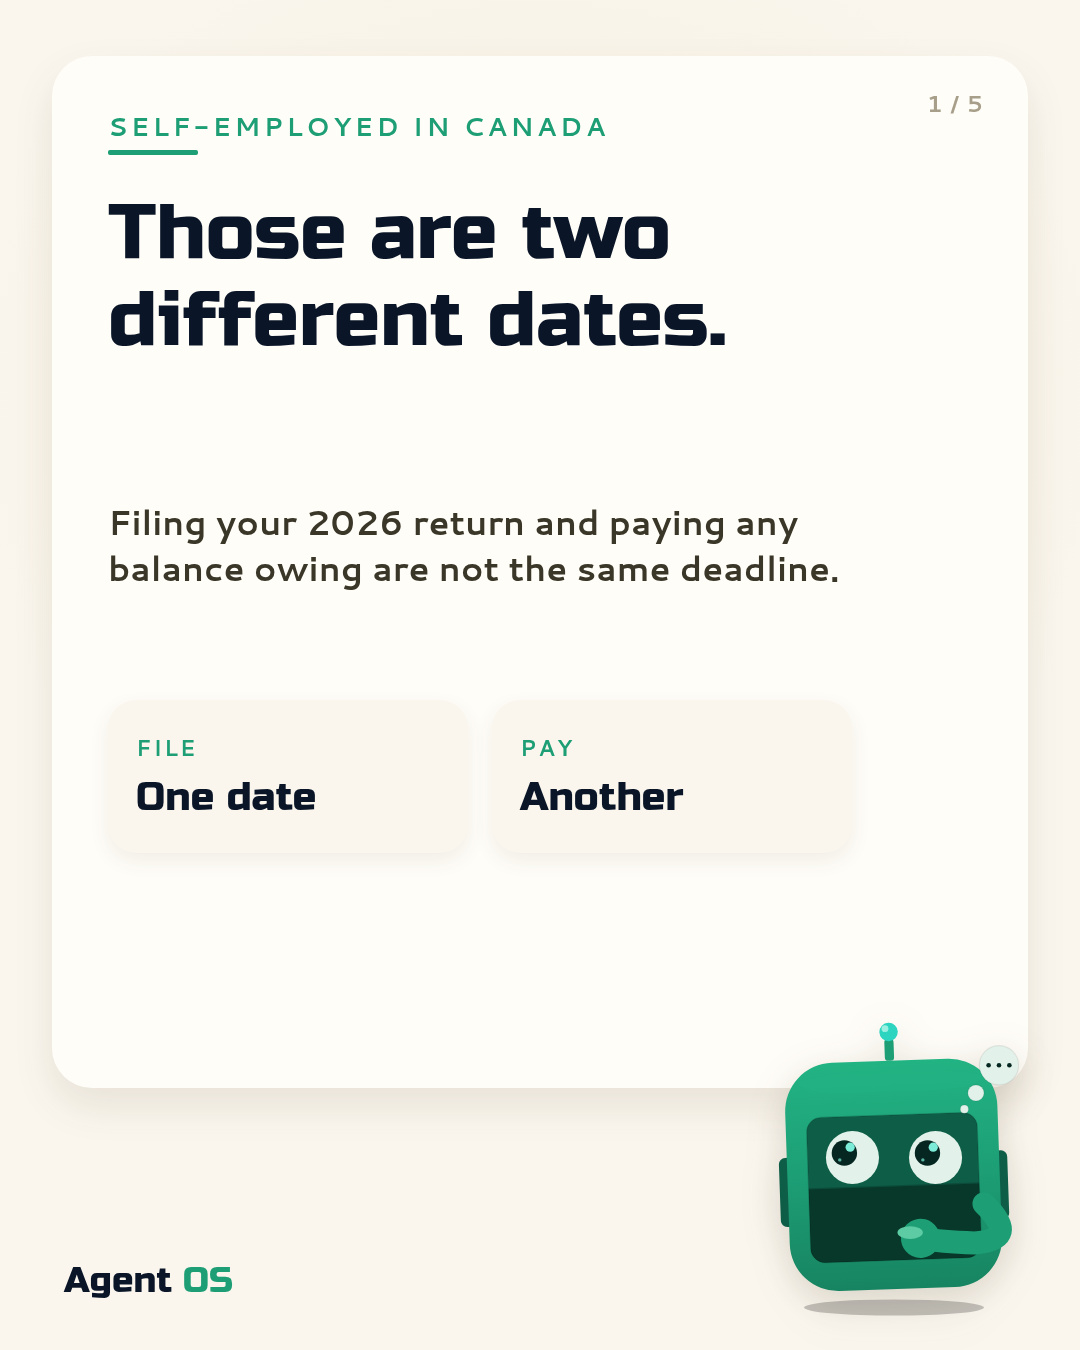 1 / 5
SELF-EMPLOYED IN CANADA
Those are two
different dates.
Filing your 2026 return and paying any
balance owing are not the same deadline.
FILE
One date
PAY
Another
Agent OS